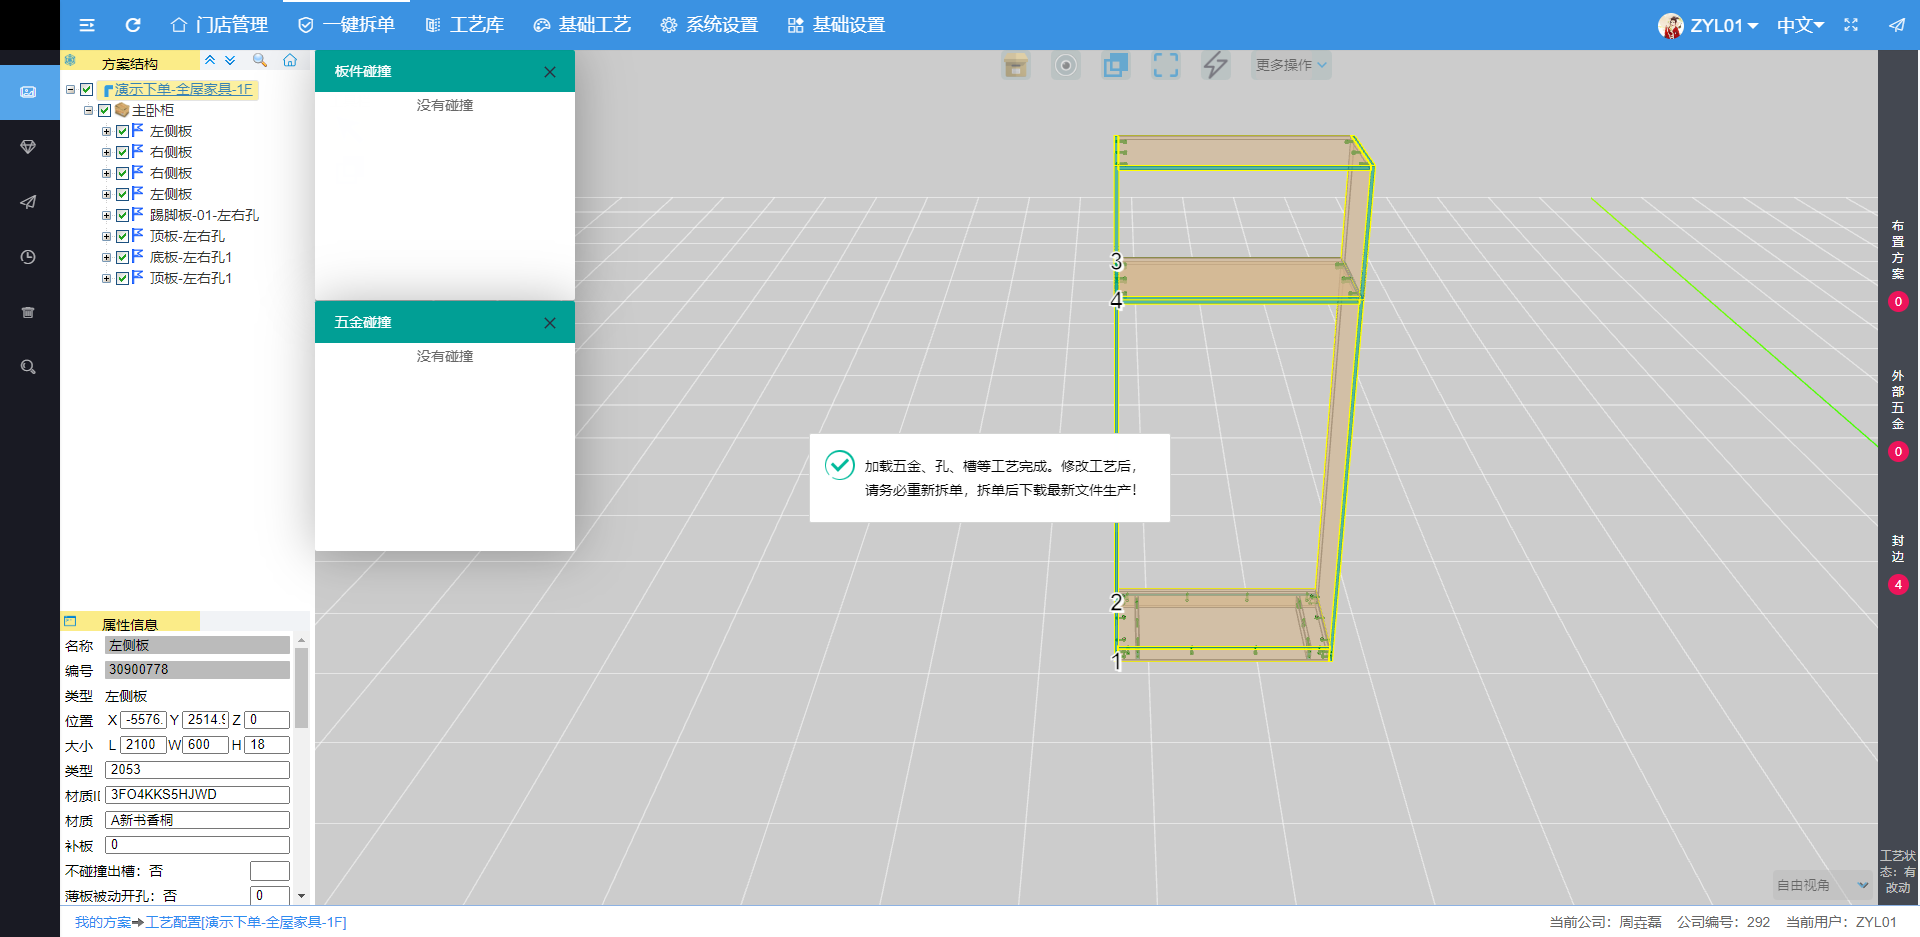 门店管理
一键拆单
工艺库
基础工艺
系统设置
基础设置
ZYL01
中文
方案结构
演示下单-全屋家具-1F
主卧柜
左侧板
右侧板
右侧板
左侧板
踢脚板-01-左右孔
顶板-左右孔
底板-左右孔1
顶板-左右孔1
板件碰撞
没有碰撞
五金碰撞
没有碰撞
更多操作
3
4
2
1
加载五金、孔、槽等工艺完成。修改工艺后，
请务必重新拆单，拆单后下载最新文件生产！
布置方案
0
外部五金
0
封边
4
工艺状
态：有
改动
自由视角
属性信息
名称 左侧板
编号 30900778
类型 左侧板
位置 X -5576. Y 2514.9 Z 0
大小 L 2100 W 600 H 18
类型 2053
材质ID 3FO4KKS5HJWD
材质 A新书香桐
补板 0
不碰撞出槽：否
薄板被动开孔：否 0
我的方案➔工艺配置[演示下单-全屋家具-1F]
当前公司：周垚磊 公司编号：292 当前用户：ZYL01